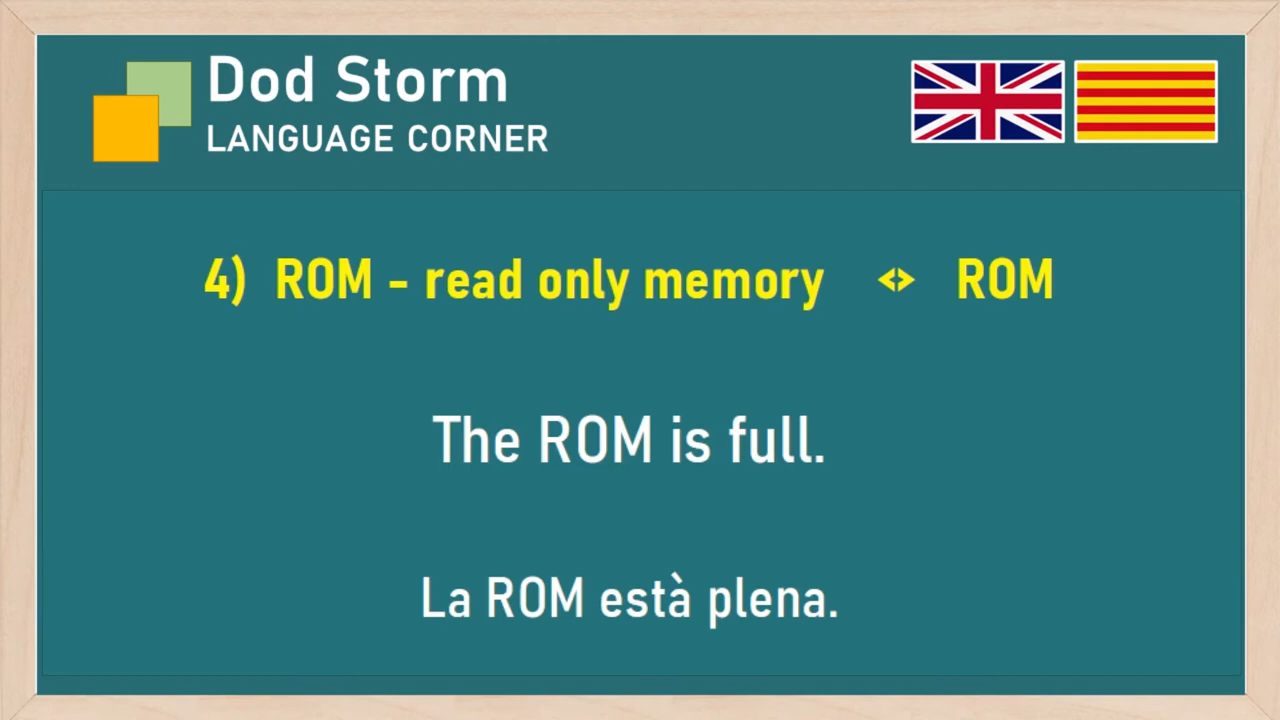 Dod Storm
LANGUAGE CORNER
4) ROM - read only memory <> ROM
The ROM is full.
La ROM està plena.